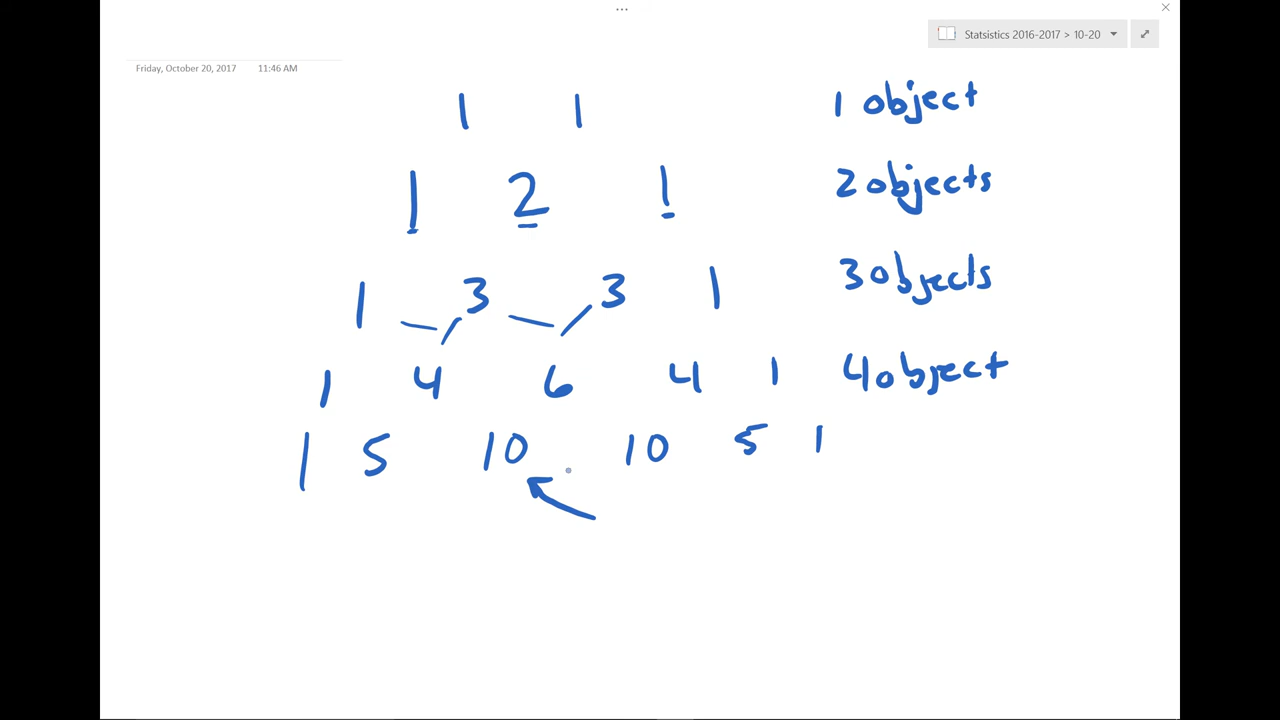 ...
Statsistics 2016-2017 > 10-20
Friday, October 20, 2017 11:46 AM
1 1 1 object
1 2 1 2 objects
1 3 3 1 3 objects
1 4 6 4 1 4 object
1 5 10 10 5 1